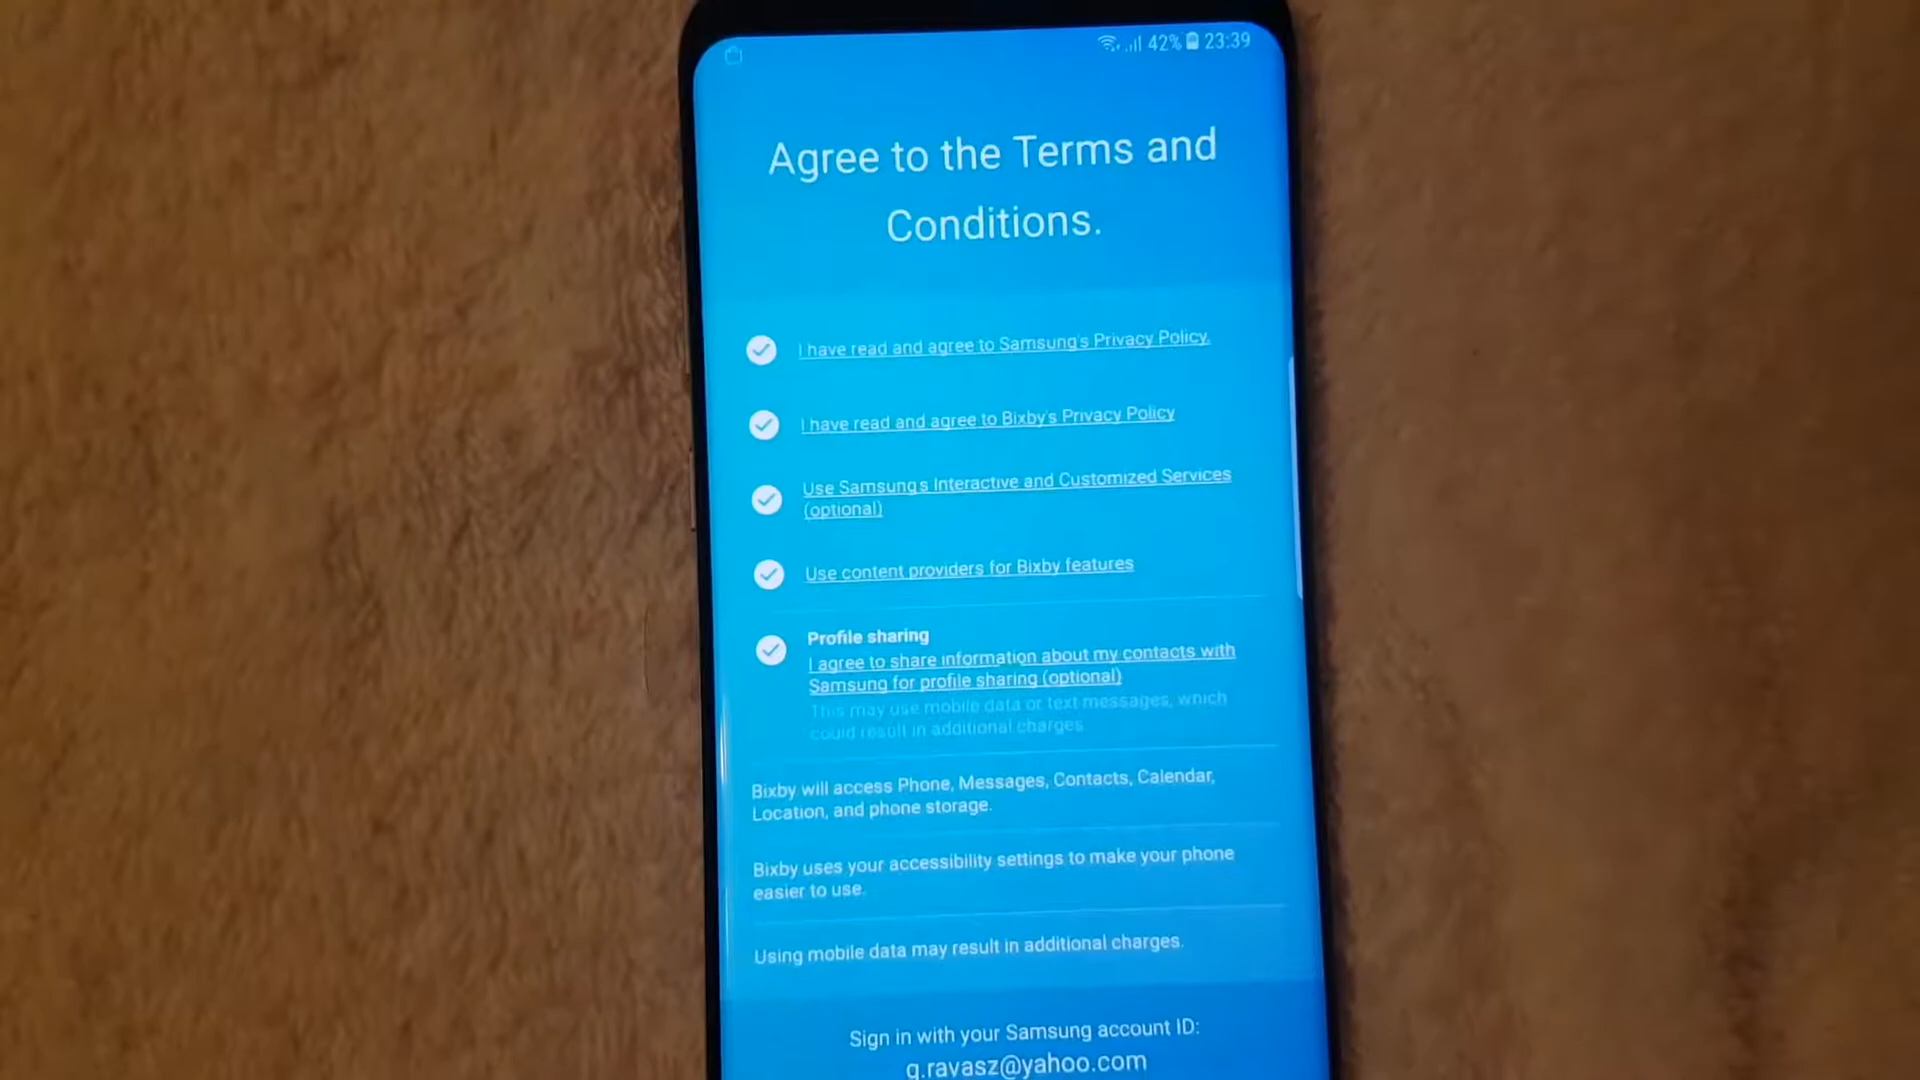 42% 23:39
Agree to the Terms and
Conditions.
I have read and agree to Samsung's Privacy Policy.
I have read and agree to Bixby's Privacy Policy
Use Samsung's Interactive and Customized Services
(optional)
Use content providers for Bixby features
Profile sharing
I agree to share information about my contacts with
Samsung for profile sharing (optional)
This may use mobile data or text messages, which
could result in additional charges
Bixby will access Phone, Messages, Contacts, Calendar,
Location, and phone storage.
Bixby uses your accessibility settings to make your phone
easier to use.
Using mobile data may result in additional charges.
Sign in with your Samsung account ID:
g.ravasz@yahoo.com